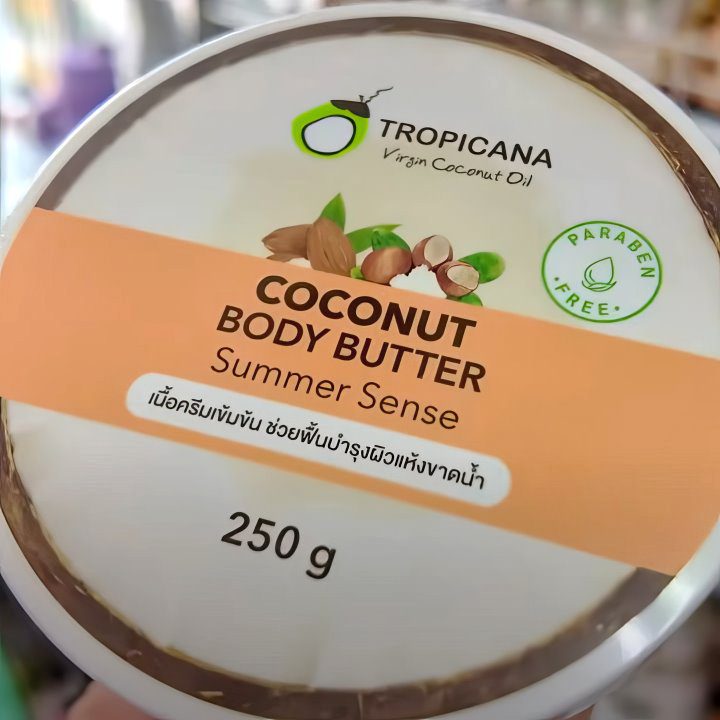 TROPICANA
Virgin Coconut Oil
PARABEN
FREE
COCONUT
BODY BUTTER
Summer Sense
เนื้อครีมเข้มข้น ช่วยฟื้นบำรุงผิวแห้งขาดน้ำ
250 g